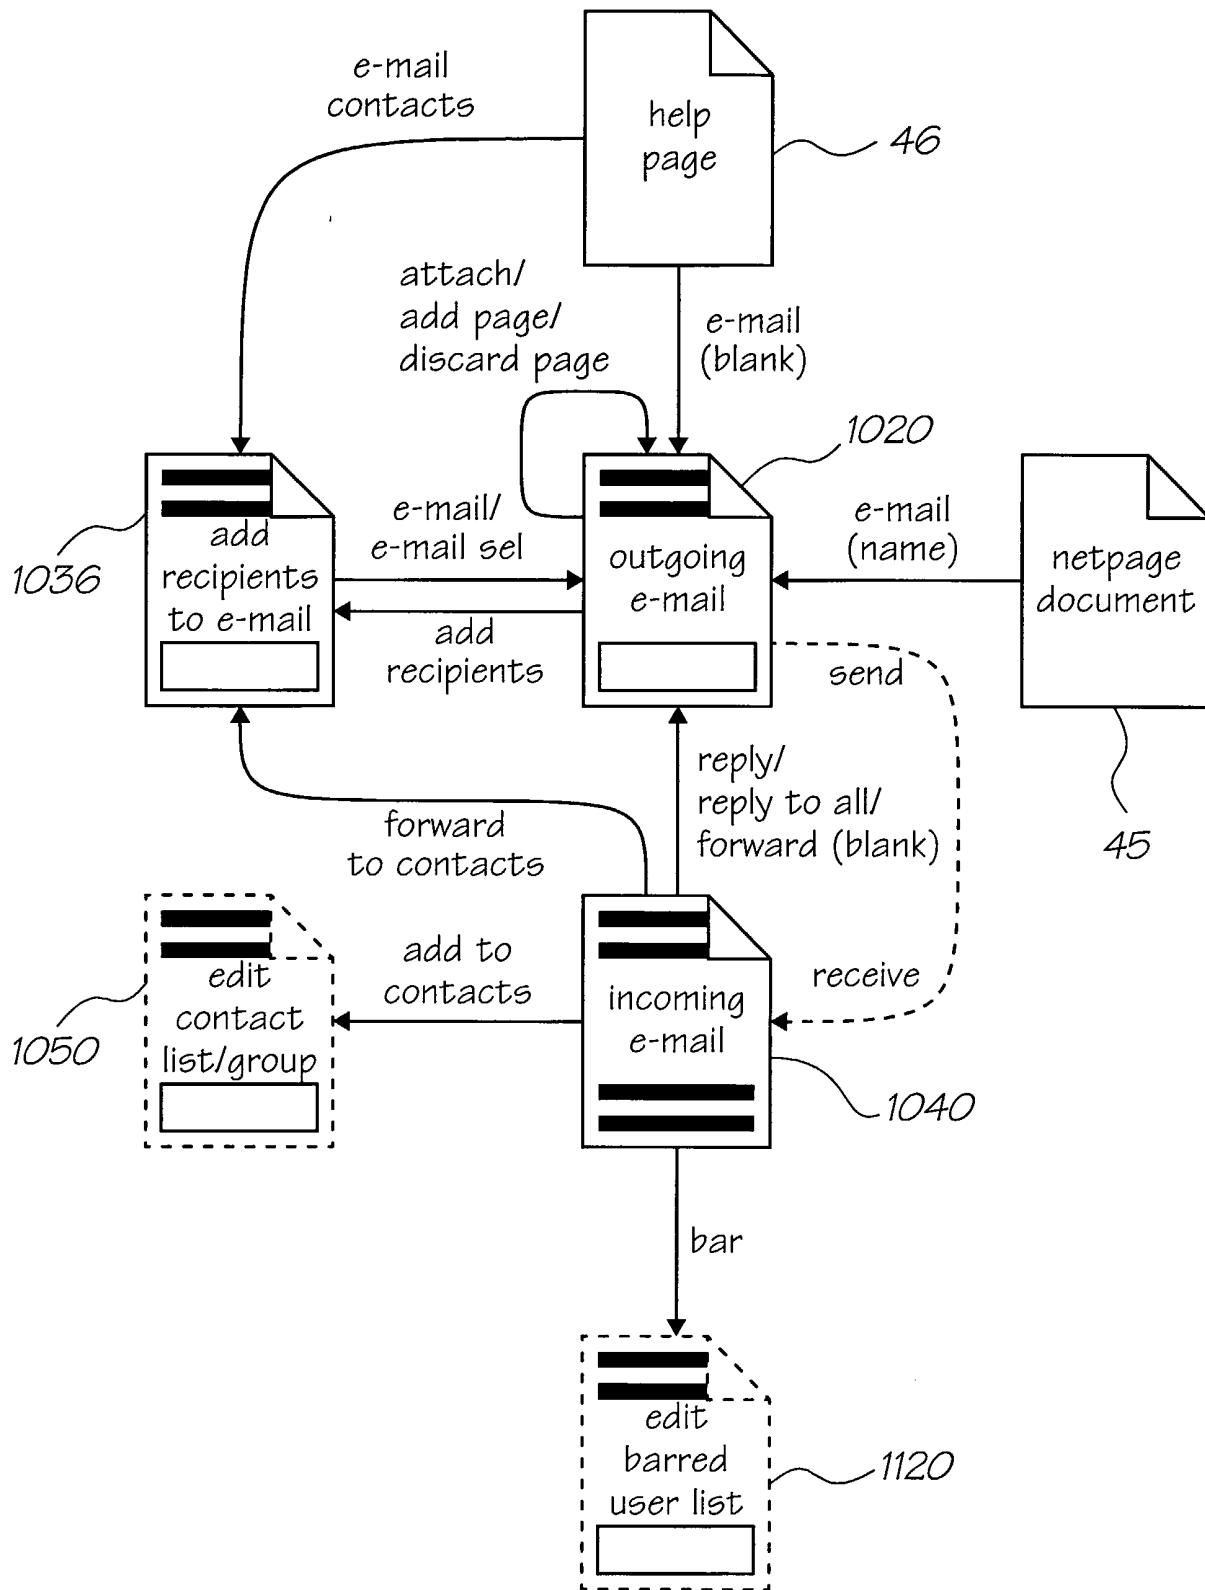 e-mail
contacts
help
page
46
attach/
add page/
discard page
e-mail
(blank)
1020
1036
add
recipients
to e-mail
e-mail/
e-mail sel
add
recipients
outgoing
e-mail
e-mail
(name)
netpage
document
send
45
forward
to contacts
reply/
reply to all/
forward (blank)
1050
edit
contact
list/group
add to
contacts
incoming
e-mail
receive
1040
bar
edit
barred
user list
1120